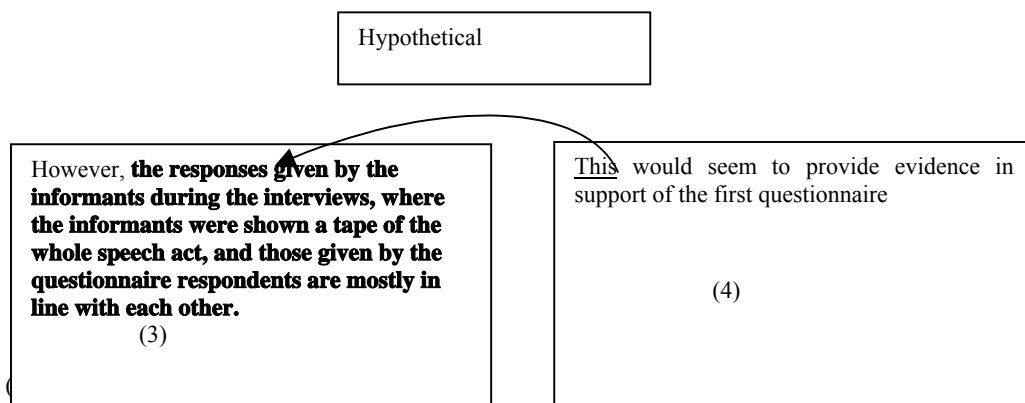 Hypothetical
However, the responses given by the
informants during the interviews, where
the informants were shown a tape of the
whole speech act, and those given by the
questionnaire respondents are mostly in
line with each other.
(3)
This would seem to provide evidence in
support of the first questionnaire
(4)
(